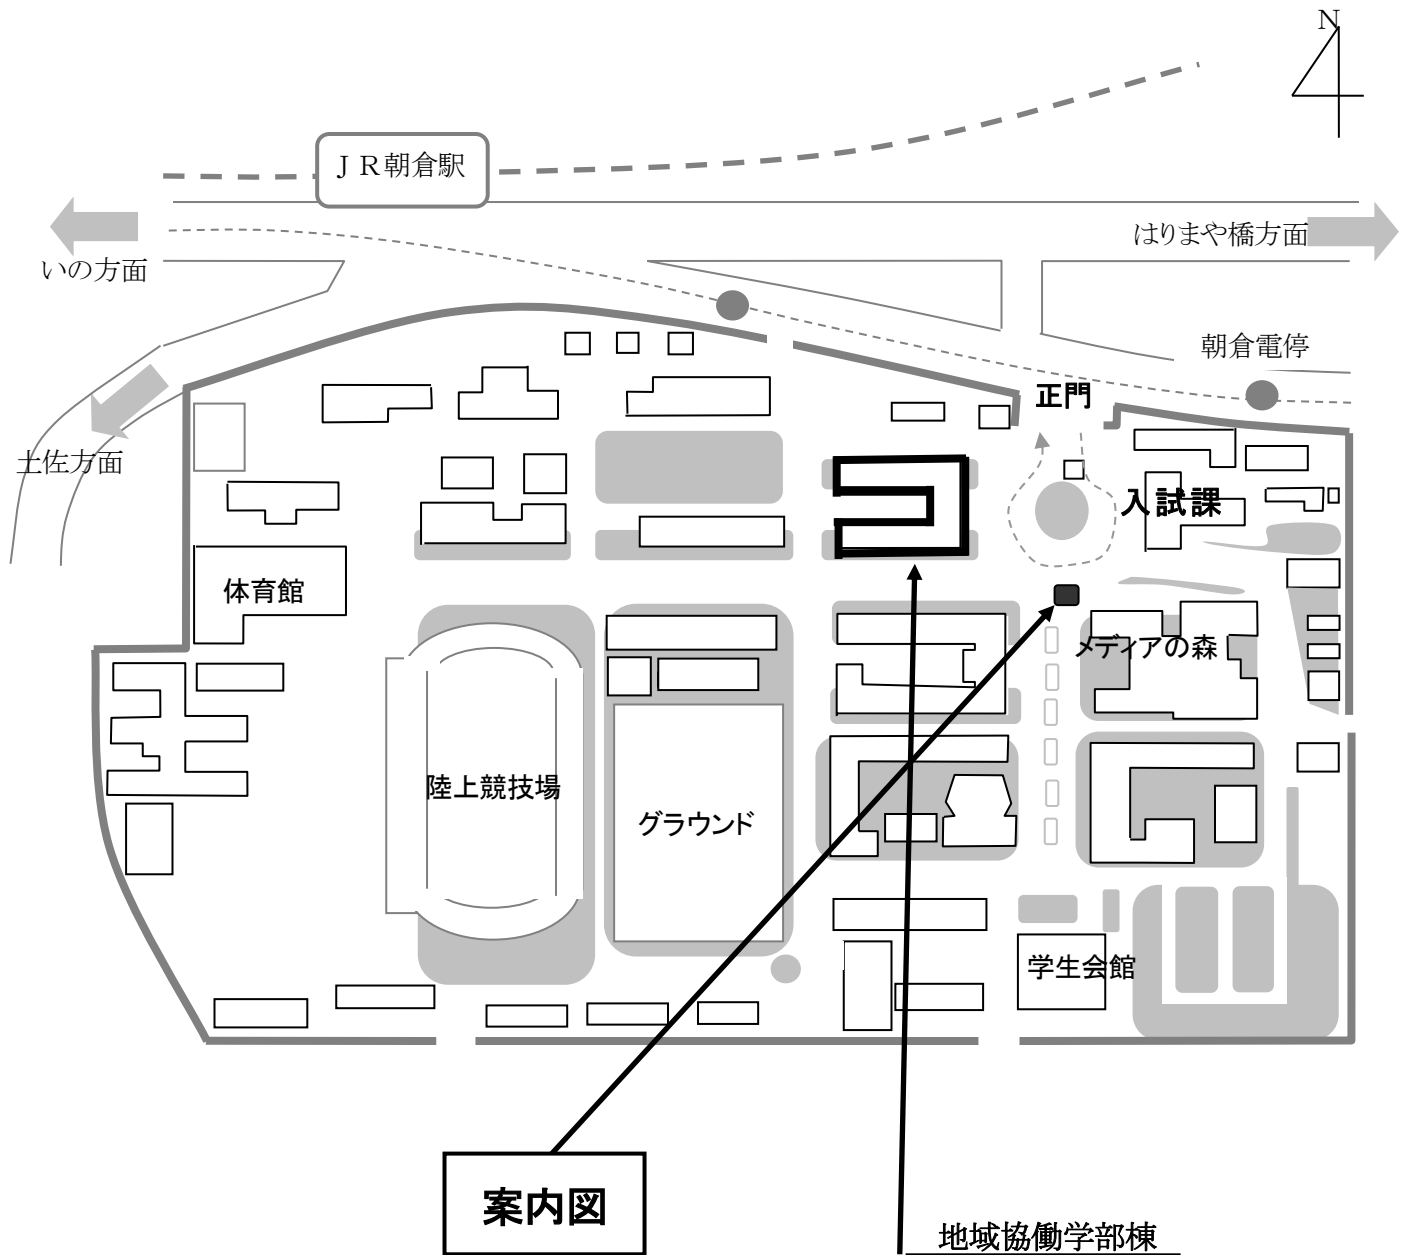 N
ＪＲ朝倉駅
はりまや橋方面
いの方面
朝倉電停
正門
土佐方面
入試課
体育館
メディアの森
陸上競技場
グラウンド
学生会館
案内図
地域協働学部棟